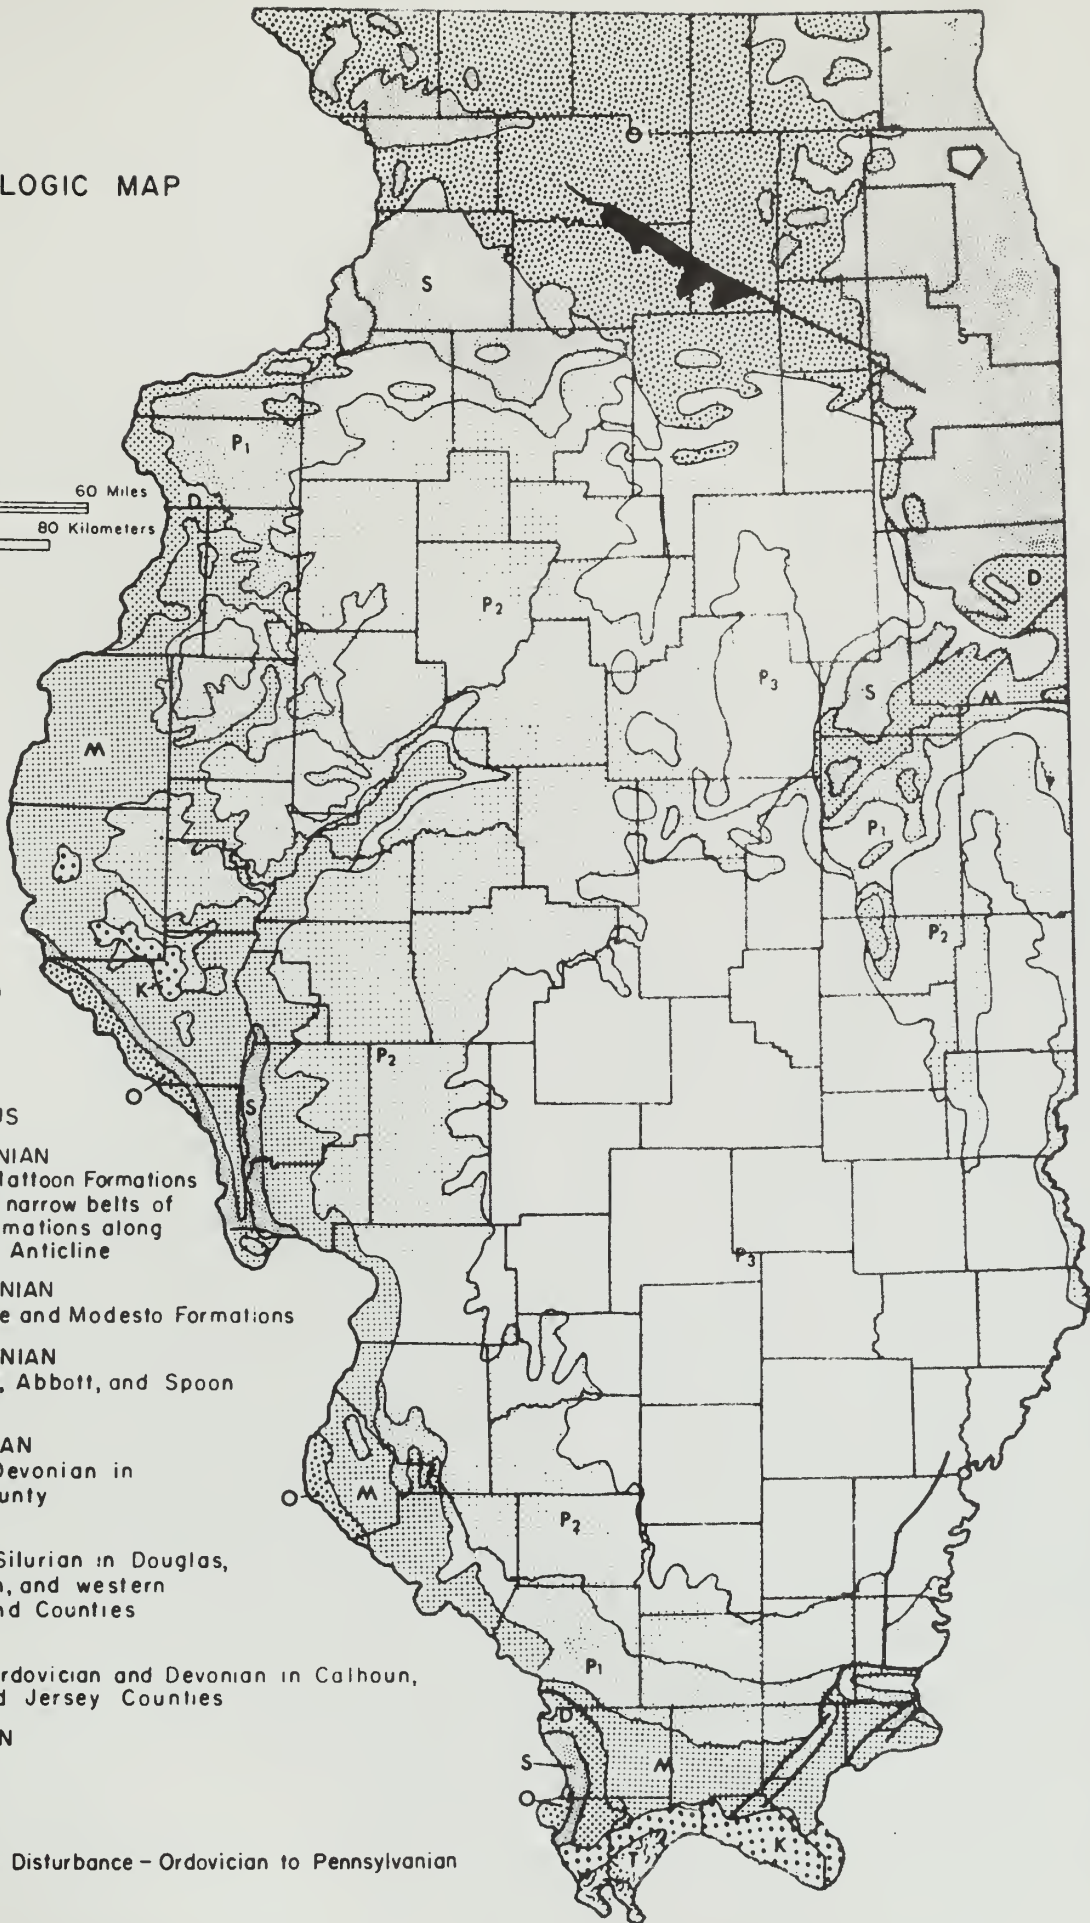 LOGIC MAP
60 Miles
80 Kilometers
US
NIAN
Mattoon Formations
narrow belts of
mations along
Anticline
NIAN
e and Modesto Formations
NIAN
, Abbott, and Spoon
AN
Devonian in
unty
Silurian in Douglas,
n, and western
nd Counties
rdovician and Devonian in Calhoun,
d Jersey Counties
N
Disturbance – Ordovician to Pennsylvanian
S
S
P1
D
P2
D
P3
S
M
M
P1
P2
K
O
P2
S
P3
O
M
P2
P1
D
S
M
O
K
T